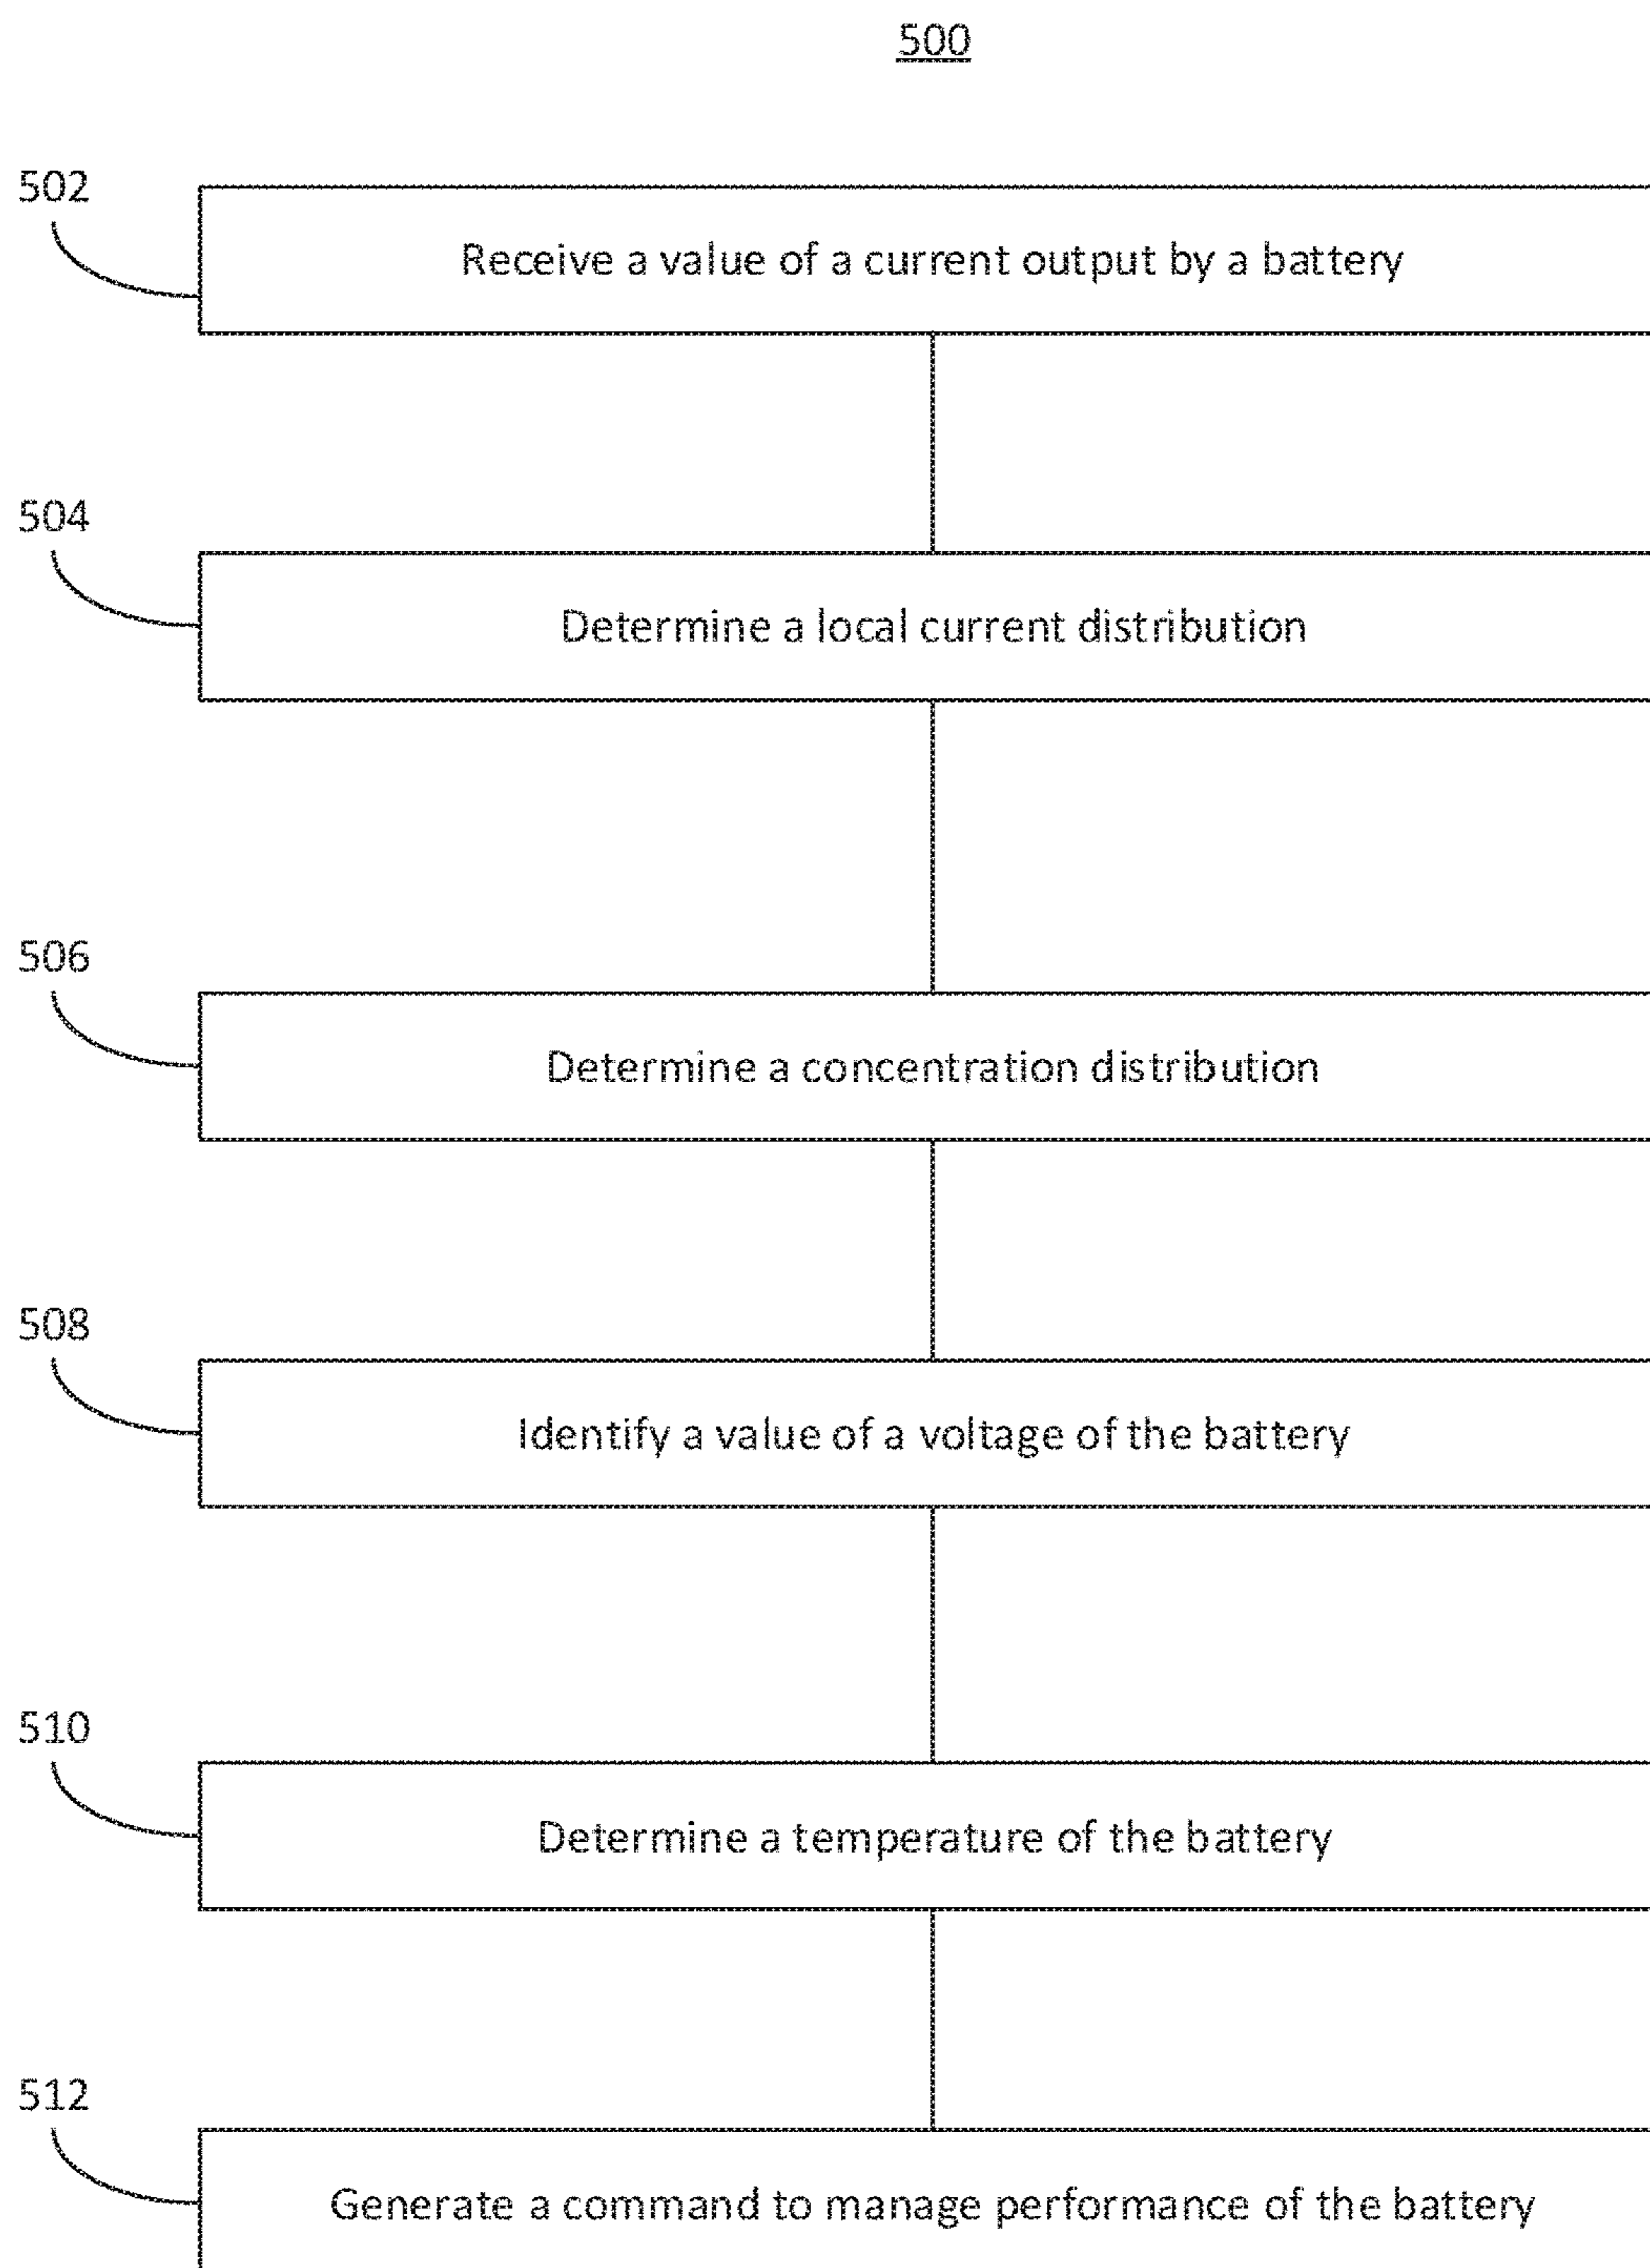 500
502
Receive a value of a current output by a battery
504
Determine a local current distribution
506
Determine a concentration distribution
508
Identify a value of a voltage of the battery
510
Determine a temperature of the battery
512
Generate a command to manage performance of the battery